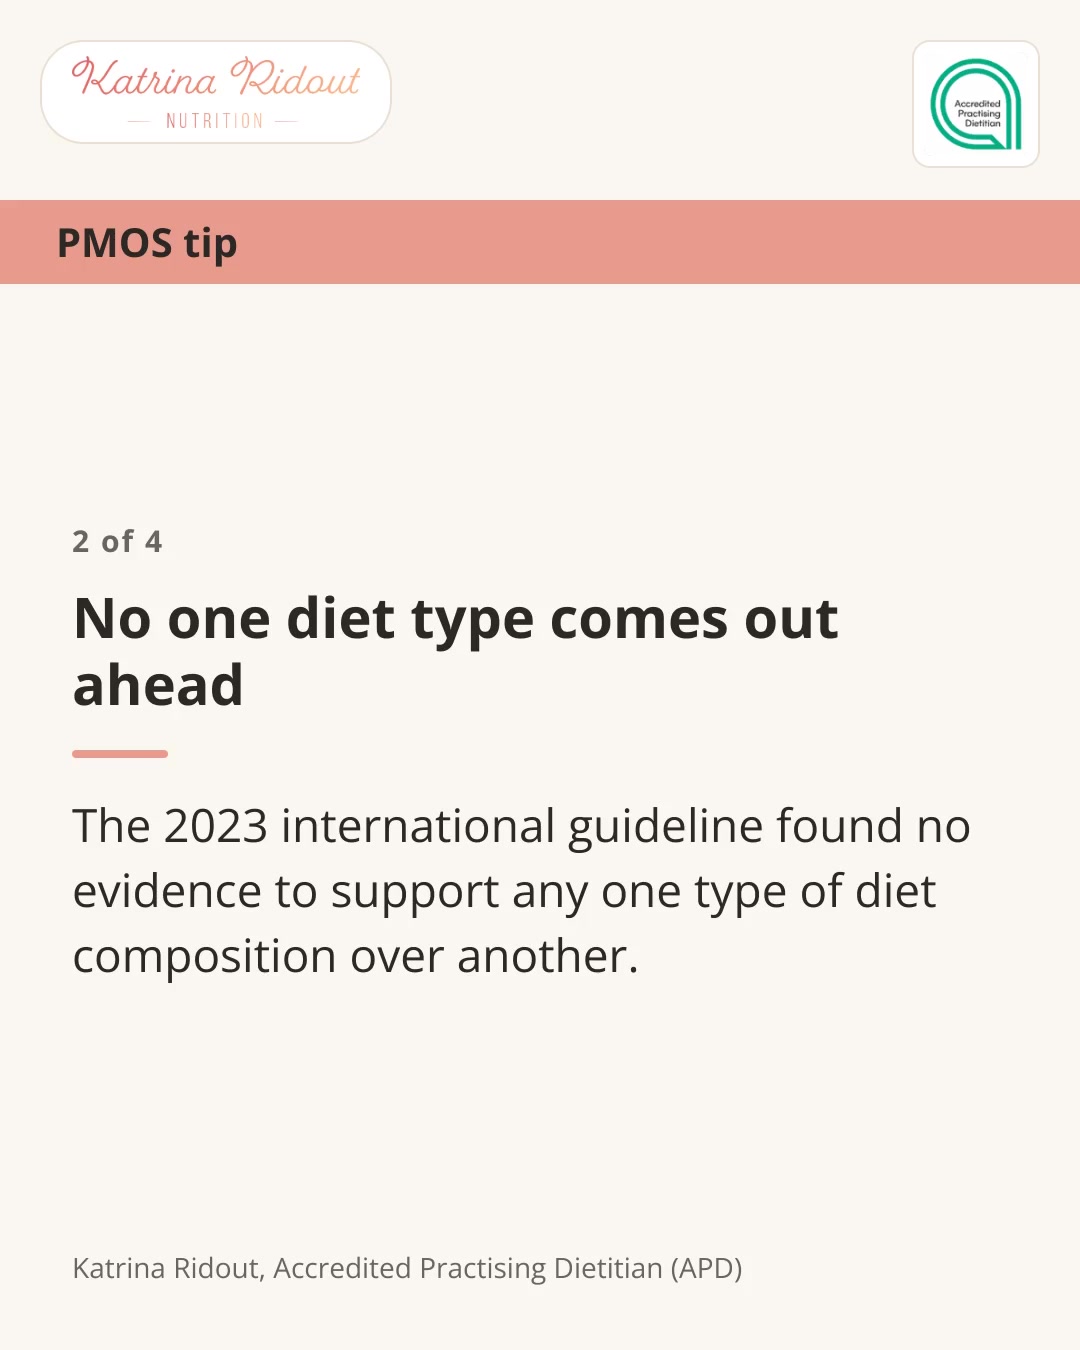 Katrina Ridout
NUTRITION
Accredited
Practising
Dietitian
PMOS tip
2 of 4
No one diet type comes out
ahead
The 2023 international guideline found no
evidence to support any one type of diet
composition over another.
Katrina Ridout, Accredited Practising Dietitian (APD)